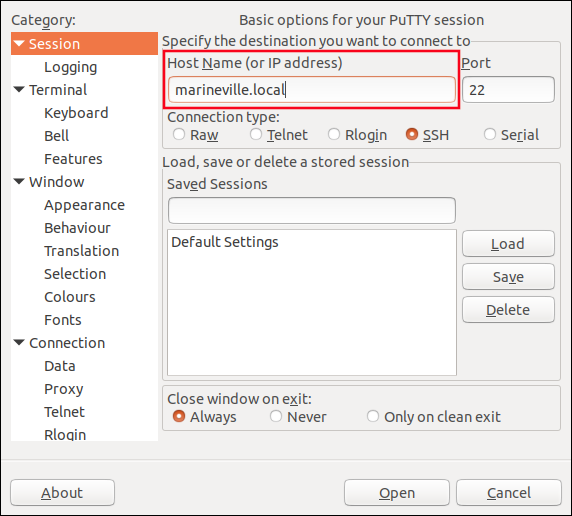 Category:
Session
Logging
Terminal
Keyboard
Bell
Features
Window
Appearance
Behaviour
Translation
Selection
Colours
Fonts
Connection
Data
Proxy
Telnet
Rlogin
Basic options for your PuTTY session
Specify the destination you want to connect to
Host Name (or IP address) Port
marineville.local 22
Connection type:
Raw Telnet Rlogin SSH Serial
Load, save or delete a stored session
Saved Sessions
Default Settings
Load
Save
Delete
Close window on exit:
Always Never Only on clean exit
About Open Cancel